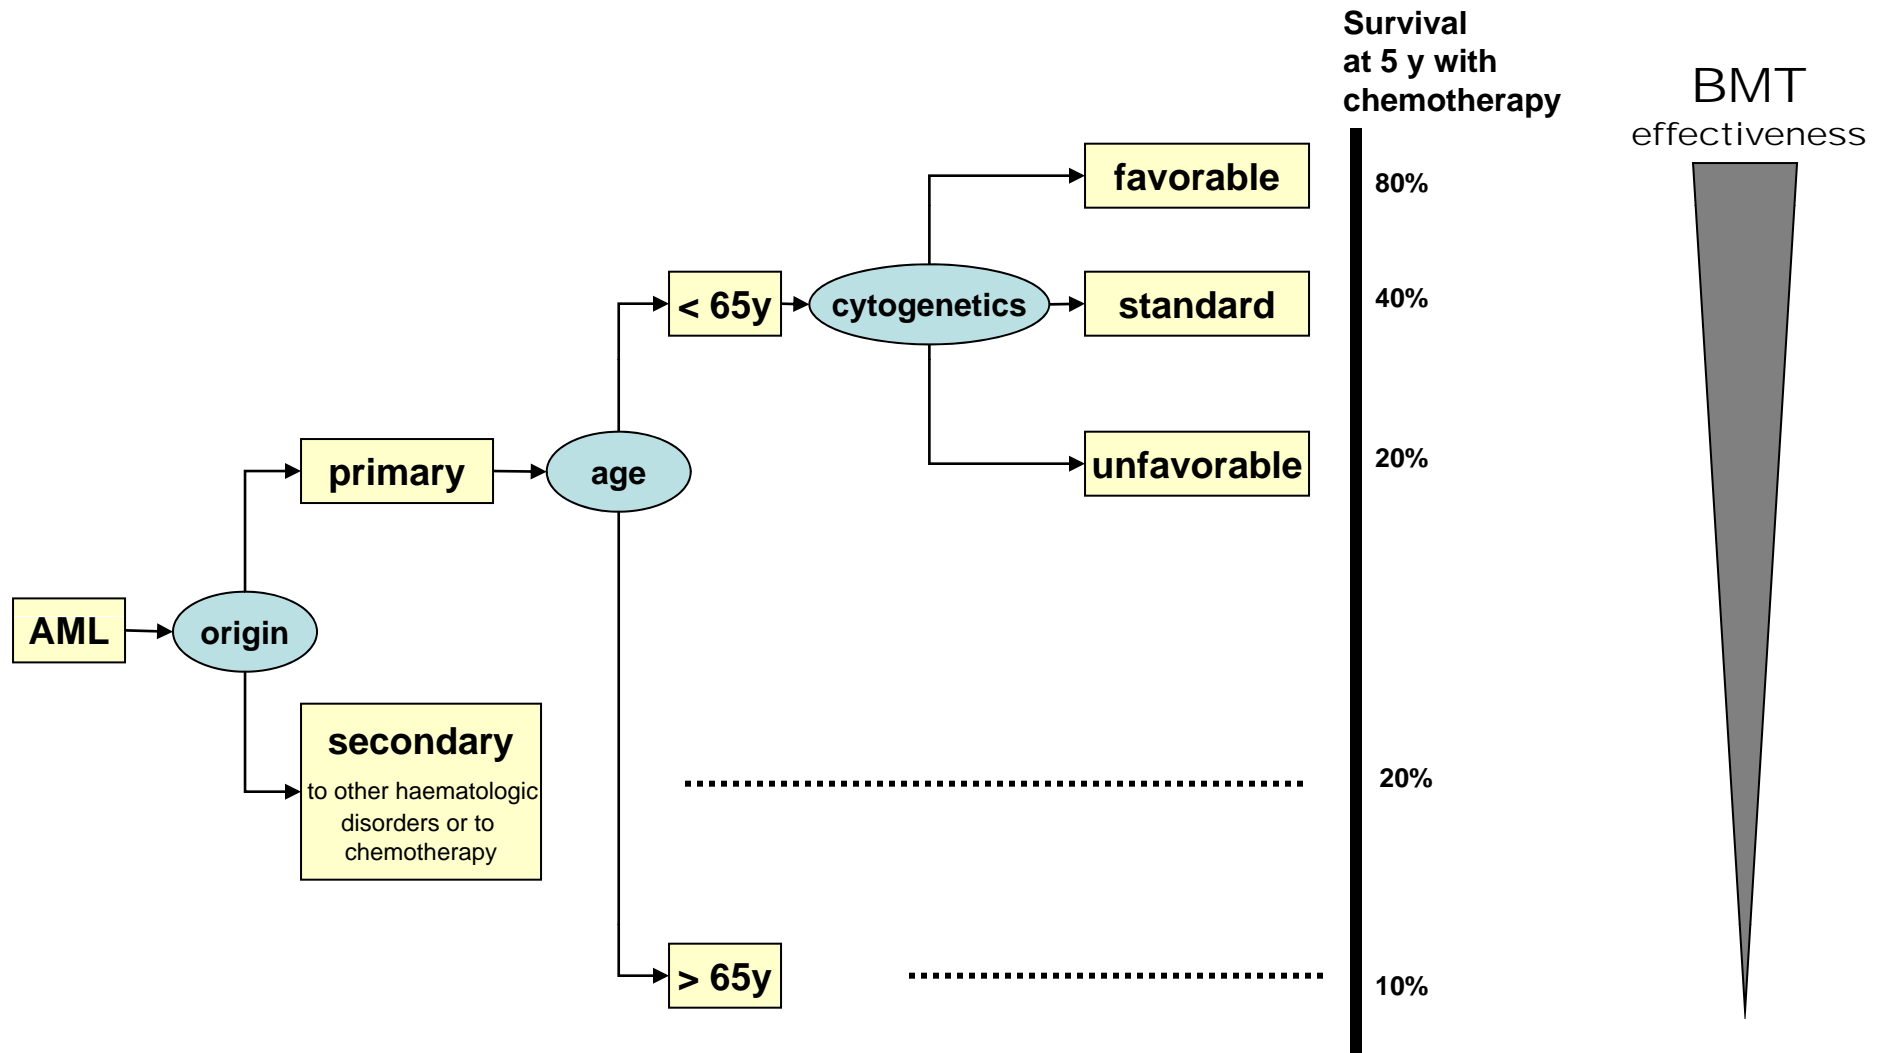 Survival
at 5 y with
chemotherapy
BMT
effectiveness
favorable
80%
< 65y
cytogenetics
standard
40%
primary
age
unfavorable
20%
AML
origin
secondary
to other haematologic
disorders or to
chemotherapy
20%
> 65y
10%